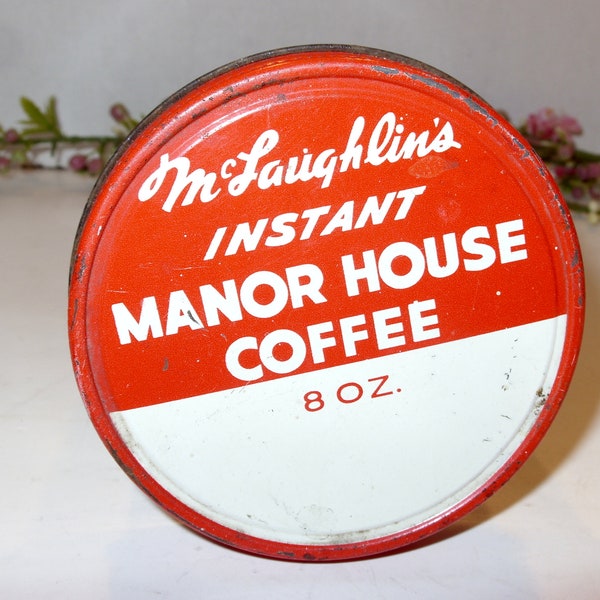 McLaughlin's
INSTANT
MANOR HOUSE
COFFEE
8 OZ.